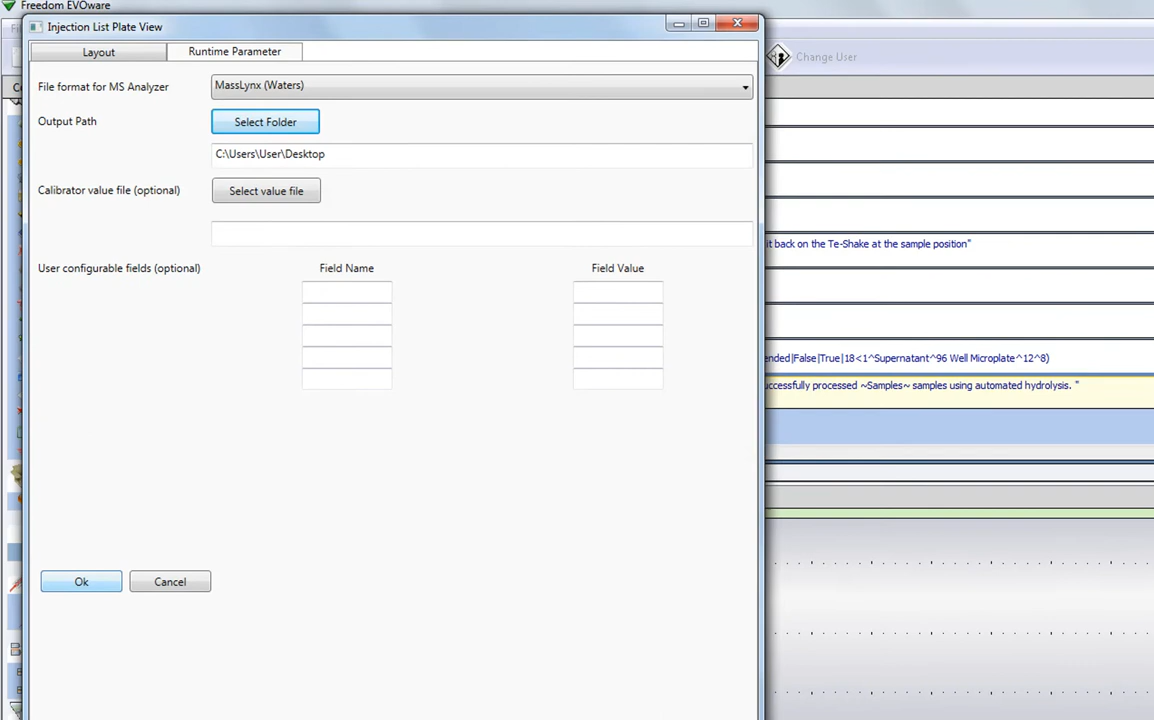 Freedom EVOware
Injection List Plate View
Change User
Layout
Runtime Parameter
File format for MS Analyzer
MassLynx (Waters)
Output Path
Select Folder
C:\Users\User\Desktop
Calibrator value file (optional)
Select value file
it back on the Te-Shake at the sample position"
User configurable fields (optional)
Field Name
Field Value
ended|False|True|18<1^Supernatant^96 Well Microplate^12^8)
uccessfully processed ~Samples~ samples using automated hydrolysis. "
Ok
Cancel